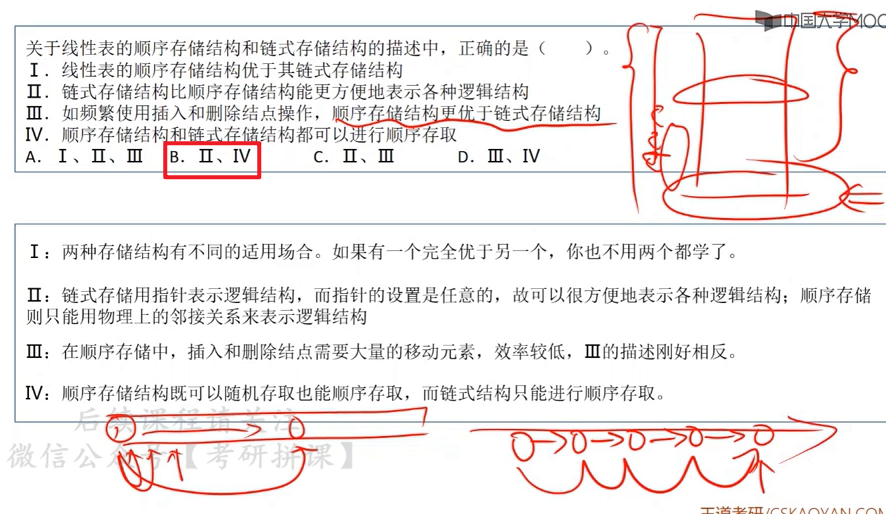 中国大学MOO
关于线性表的顺序存储结构和链式存储结构的描述中，正确的是（　　）。
Ⅰ．线性表的顺序存储结构优于其链式存储结构
Ⅱ．链式存储结构比顺序存储结构能更方便地表示各种逻辑结构
Ⅲ．如频繁使用插入和删除结点操作，顺序存储结构更优于链式存储结构
Ⅳ．顺序存储结构和链式存储结构都可以进行顺序存取
A．Ⅰ、Ⅱ、Ⅲ　B．Ⅱ、Ⅳ　C．Ⅱ、Ⅲ　D．Ⅲ、Ⅳ
Ⅰ：两种存储结构有不同的适用场合。如果有一个完全优于另一个，你也不用两个都学了。
Ⅱ：链式存储用指针表示逻辑结构，而指针的设置是任意的，故可以很方便地表示各种逻辑结构；顺序存储
则只能用物理上的邻接关系来表示逻辑结构
Ⅲ：在顺序存储中，插入和删除结点需要大量的移动元素，效率较低，Ⅲ的描述刚好相反。
Ⅳ：顺序存储结构既可以随机存取也能顺序存取，而链式结构只能进行顺序存取。
后续课程请关注
微信公众号【考研拼课】
王道考研/CSKAOYAN.COM